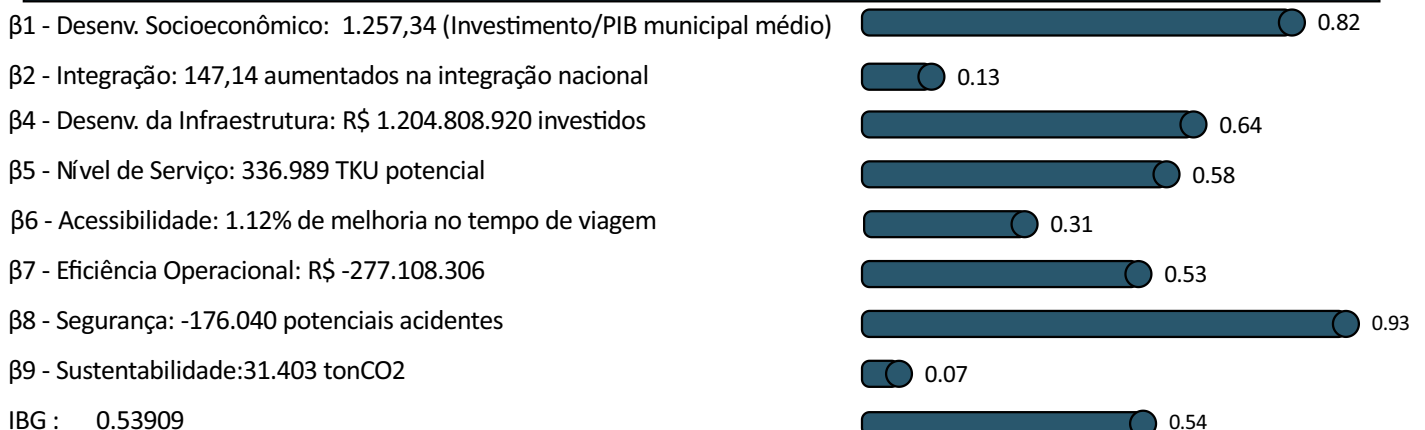 β1 - Desenv. Socioeconômico: 1.257,34 (Investimento/PIB municipal médio) 0.82
β2 - Integração: 147,14 aumentados na integração nacional 0.13
β4 - Desenv. da Infraestrutura: R$ 1.204.808.920 investidos 0.64
β5 - Nível de Serviço: 336.989 TKU potencial 0.58
β6 - Acessibilidade: 1.12% de melhoria no tempo de viagem 0.31
β7 - Eficiência Operacional: R$ -277.108.306 0.53
β8 - Segurança: -176.040 potenciais acidentes 0.93
β9 - Sustentabilidade:31.403 tonCO2 0.07
IBG : 0.53909 0.54